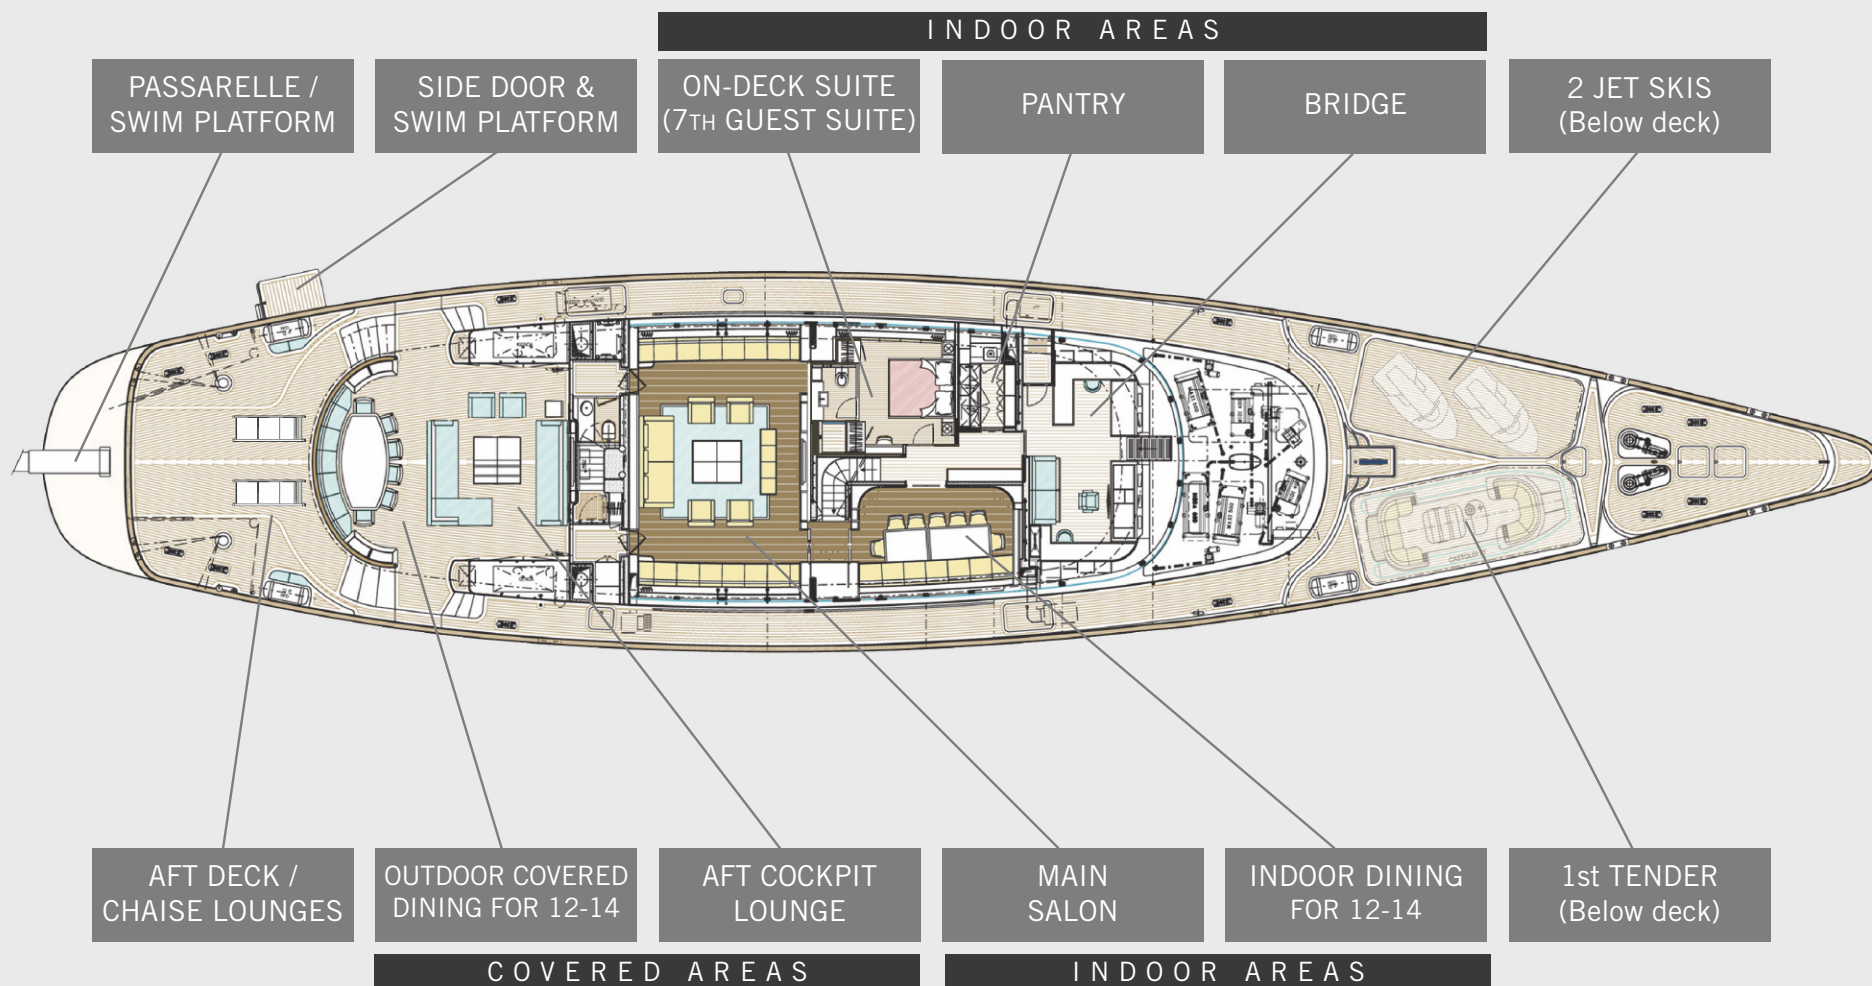 INDOOR AREAS
PASSARELLE /
SWIM PLATFORM
SIDE DOOR &
SWIM PLATFORM
ON-DECK SUITE
(7TH GUEST SUITE)
PANTRY
BRIDGE
2 JET SKIS
(Below deck)
AFT DECK /
CHAISE LOUNGES
OUTDOOR COVERED
DINING FOR 12-14
AFT COCKPIT
LOUNGE
MAIN
SALON
INDOOR DINING
FOR 12-14
1st TENDER
(Below deck)
COVERED AREAS
INDOOR AREAS